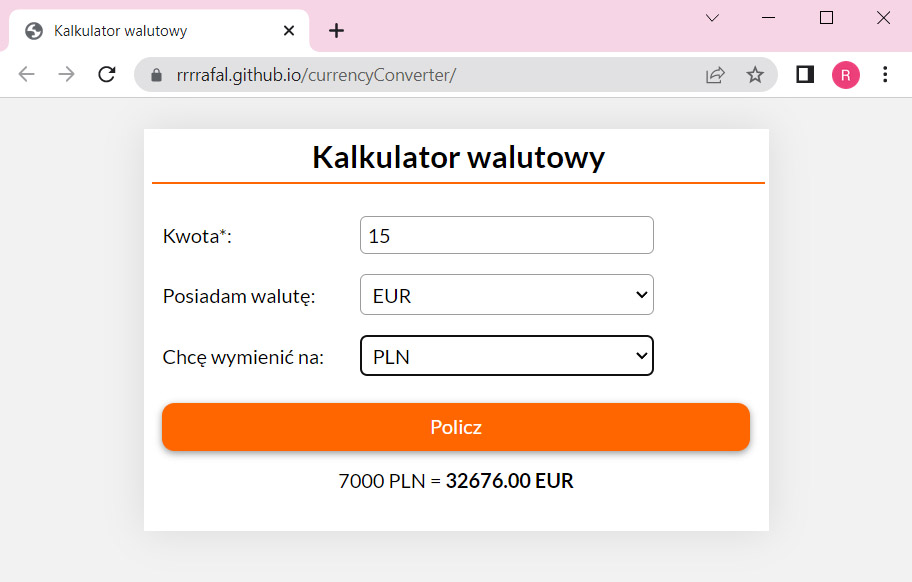 Kalkulator walutowy
rrrrafal.github.io/currencyConverter/
R
Kalkulator walutowy
Kwota*:
15
Posiadam walutę:
EUR
Chcę wymienić na:
PLN
Policz
7000 PLN = 32676.00 EUR